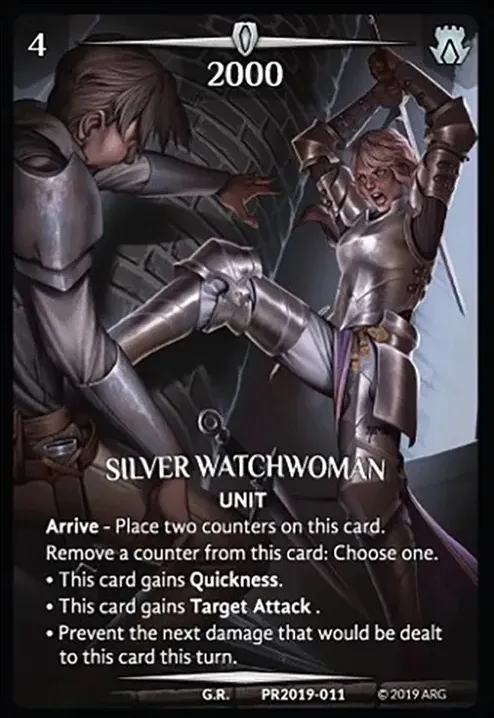 4
2000
SILVER WATCHWOMAN
UNIT
Arrive - Place two counters on this card.
Remove a counter from this card: Choose one.
• This card gains Quickness.
• This card gains Target Attack .
• Prevent the next damage that would be dealt
to this card this turn.
G.R. PR2019-011 © 2019 ARG